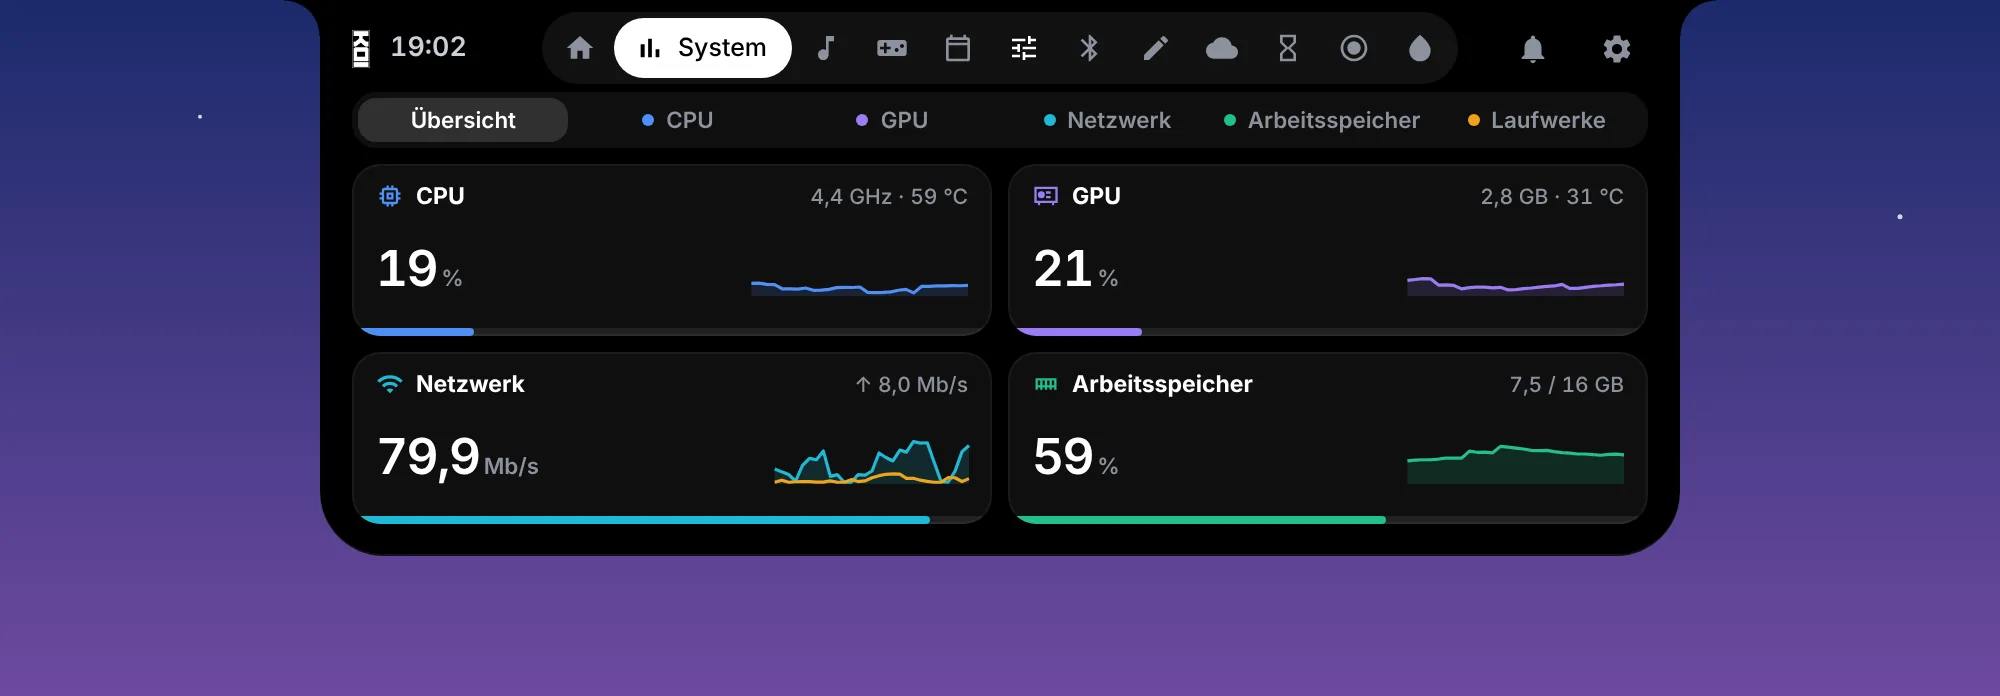 19:02
System
Übersicht
CPU
GPU
Netzwerk
Arbeitsspeicher
Laufwerke
CPU
4,4 GHz · 59 °C
19 %
GPU
2,8 GB · 31 °C
21 %
Netzwerk
↑ 8,0 Mb/s
79,9 Mb/s
Arbeitsspeicher
7,5 / 16 GB
59 %